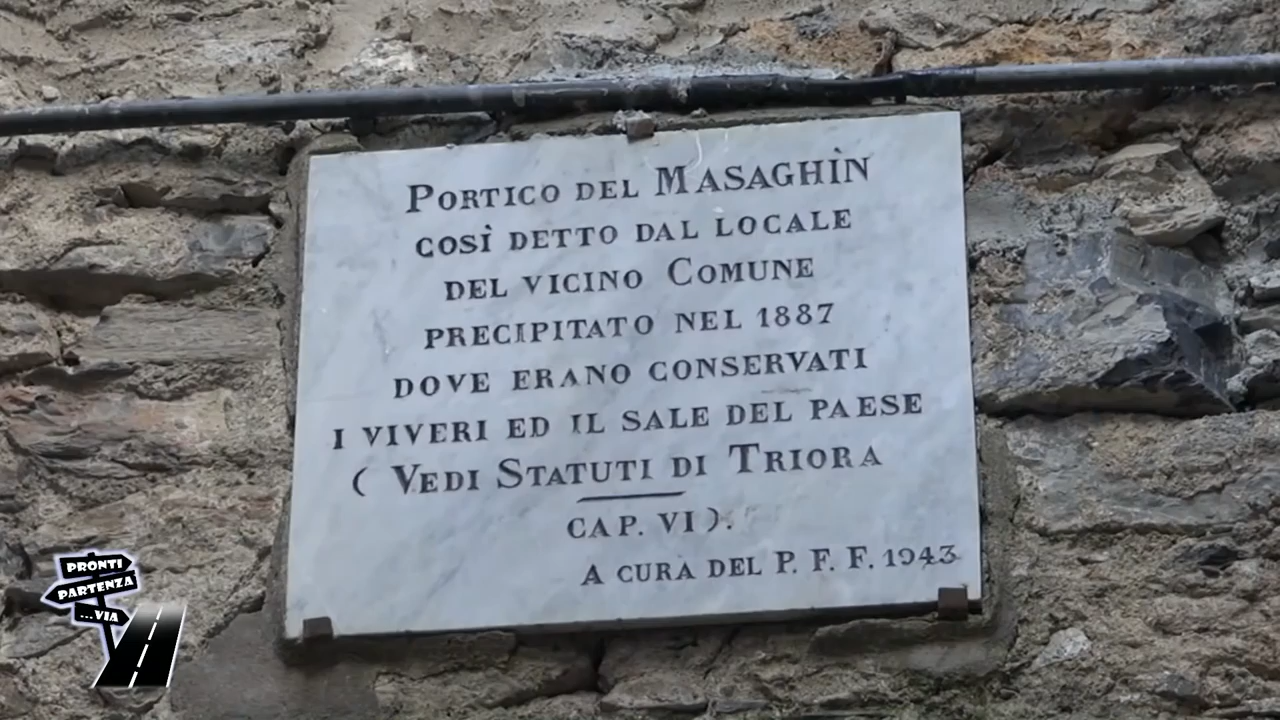 PORTICO DEL MASAGHÌN
COSÌ DETTO DAL LOCALE
DEL VICINO COMUNE
PRECIPITATO NEL 1887
DOVE ERANO CONSERVATI
I VIVERI ED IL SALE DEL PAESE
( VEDI STATUTI DI TRIORA
CAP. VI ).
A CURA DEL P. F. F. 1943
PRONTI
PARTENZA
...VIA